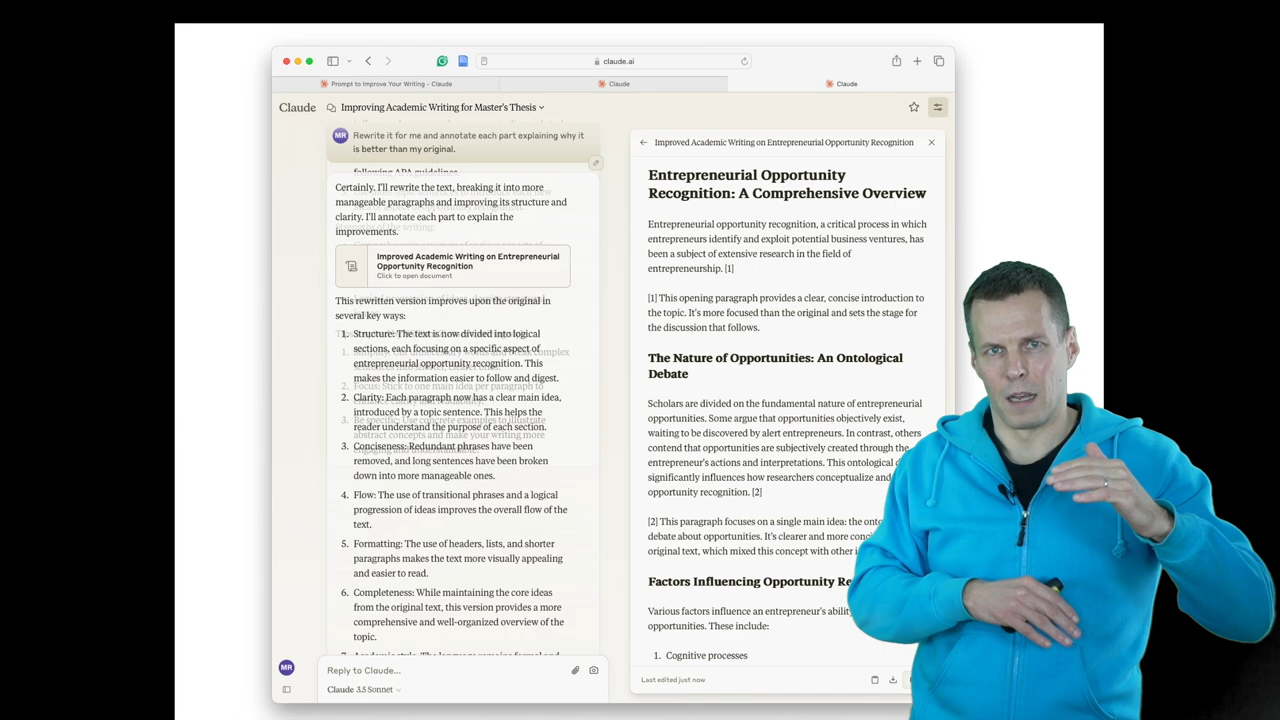 claude.ai
Prompt to Improve Your Writing - Claude
Claude
Claude
Claude
Improving Academic Writing for Master's Thesis
MR
Rewrite it for me and annotate each part explaining why it
is better than my original.
following APA guidelines.
Certainly. I'll rewrite the text, breaking it into more
manageable paragraphs and improving its structure and
clarity. I'll annotate each part to explain the
improvements.
Improved Academic Writing on Entrepreneurial
Opportunity Recognition
Click to open document
This rewritten version improves upon the original in
several key ways:
1. Structure: The text is now divided into logical
sections, each focusing on a specific aspect of
entrepreneurial opportunity recognition. This
makes the information easier to follow and digest.
2. Clarity: Each paragraph now has a clear main idea,
introduced by a topic sentence. This helps the
reader understand the purpose of each section.
3. Conciseness: Redundant phrases have been
removed, and long sentences have been broken
down into more manageable ones.
4. Flow: The use of transitional phrases and a logical
progression of ideas improves the overall flow of the
text.
5. Formatting: The use of headers, lists, and shorter
paragraphs makes the text more visually appealing
and easier to read.
6. Completeness: While maintaining the core ideas
from the original text, this version provides a more
comprehensive and well-organized overview of the
topic.
MR
Reply to Claude...
Claude 3.5 Sonnet
Improved Academic Writing on Entrepreneurial Opportunity Recognition
Entrepreneurial Opportunity
Recognition: A Comprehensive Overview
Entrepreneurial opportunity recognition, a critical process in which
entrepreneurs identify and exploit potential business ventures, has
been a subject of extensive research in the field of
entrepreneurship. [1]
[1] This opening paragraph provides a clear, concise introduction to
the topic. It's more focused than the original and sets the stage for
the discussion that follows.
The Nature of Opportunities: An Ontological
Debate
Scholars are divided on the fundamental nature of entrepreneurial
opportunities. Some argue that opportunities objectively exist,
waiting to be discovered by alert entrepreneurs. In contrast, others
contend that opportunities are subjectively created through the
entrepreneur's actions and interpretations. This ontological
significantly influences how researchers conceptualize and
opportunity recognition. [2]
[2] This paragraph focuses on a single main idea: the
debate about opportunities. It's clearer and more
original text, which mixed this concept with other
Factors Influencing Opportunity
Various factors influence an entrepreneur's
opportunities. These include:
1. Cognitive processes
Last edited just now